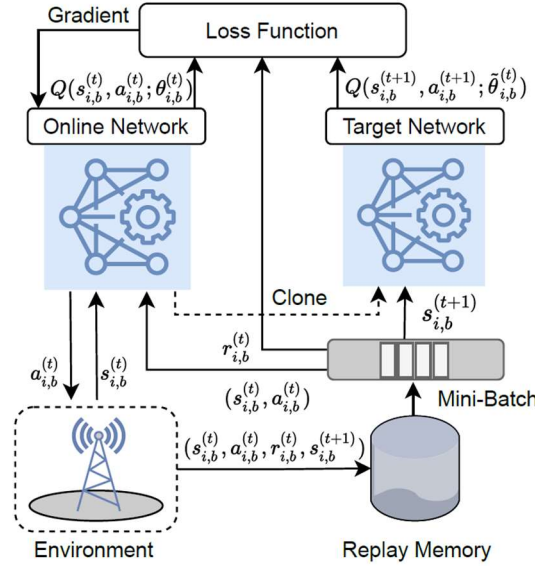 Gradient
Loss Function
Q(s_{i,b}^{(t)}, a_{i,b}^{(t)}; θ_{i,b}^{(t)})
Q(s_{i,b}^{(t+1)}, a_{i,b}^{(t+1)}; θ̃_{i,b}^{(t)})
Online Network
Target Network
Clone
s_{i,b}^{(t+1)}
r_{i,b}^{(t)}
a_{i,b}^{(t)}
s_{i,b}^{(t)}
(s_{i,b}^{(t)}, a_{i,b}^{(t)})
Mini-Batch
(s_{i,b}^{(t)}, a_{i,b}^{(t)}, r_{i,b}^{(t)}, s_{i,b}^{(t+1)})
Environment
Replay Memory